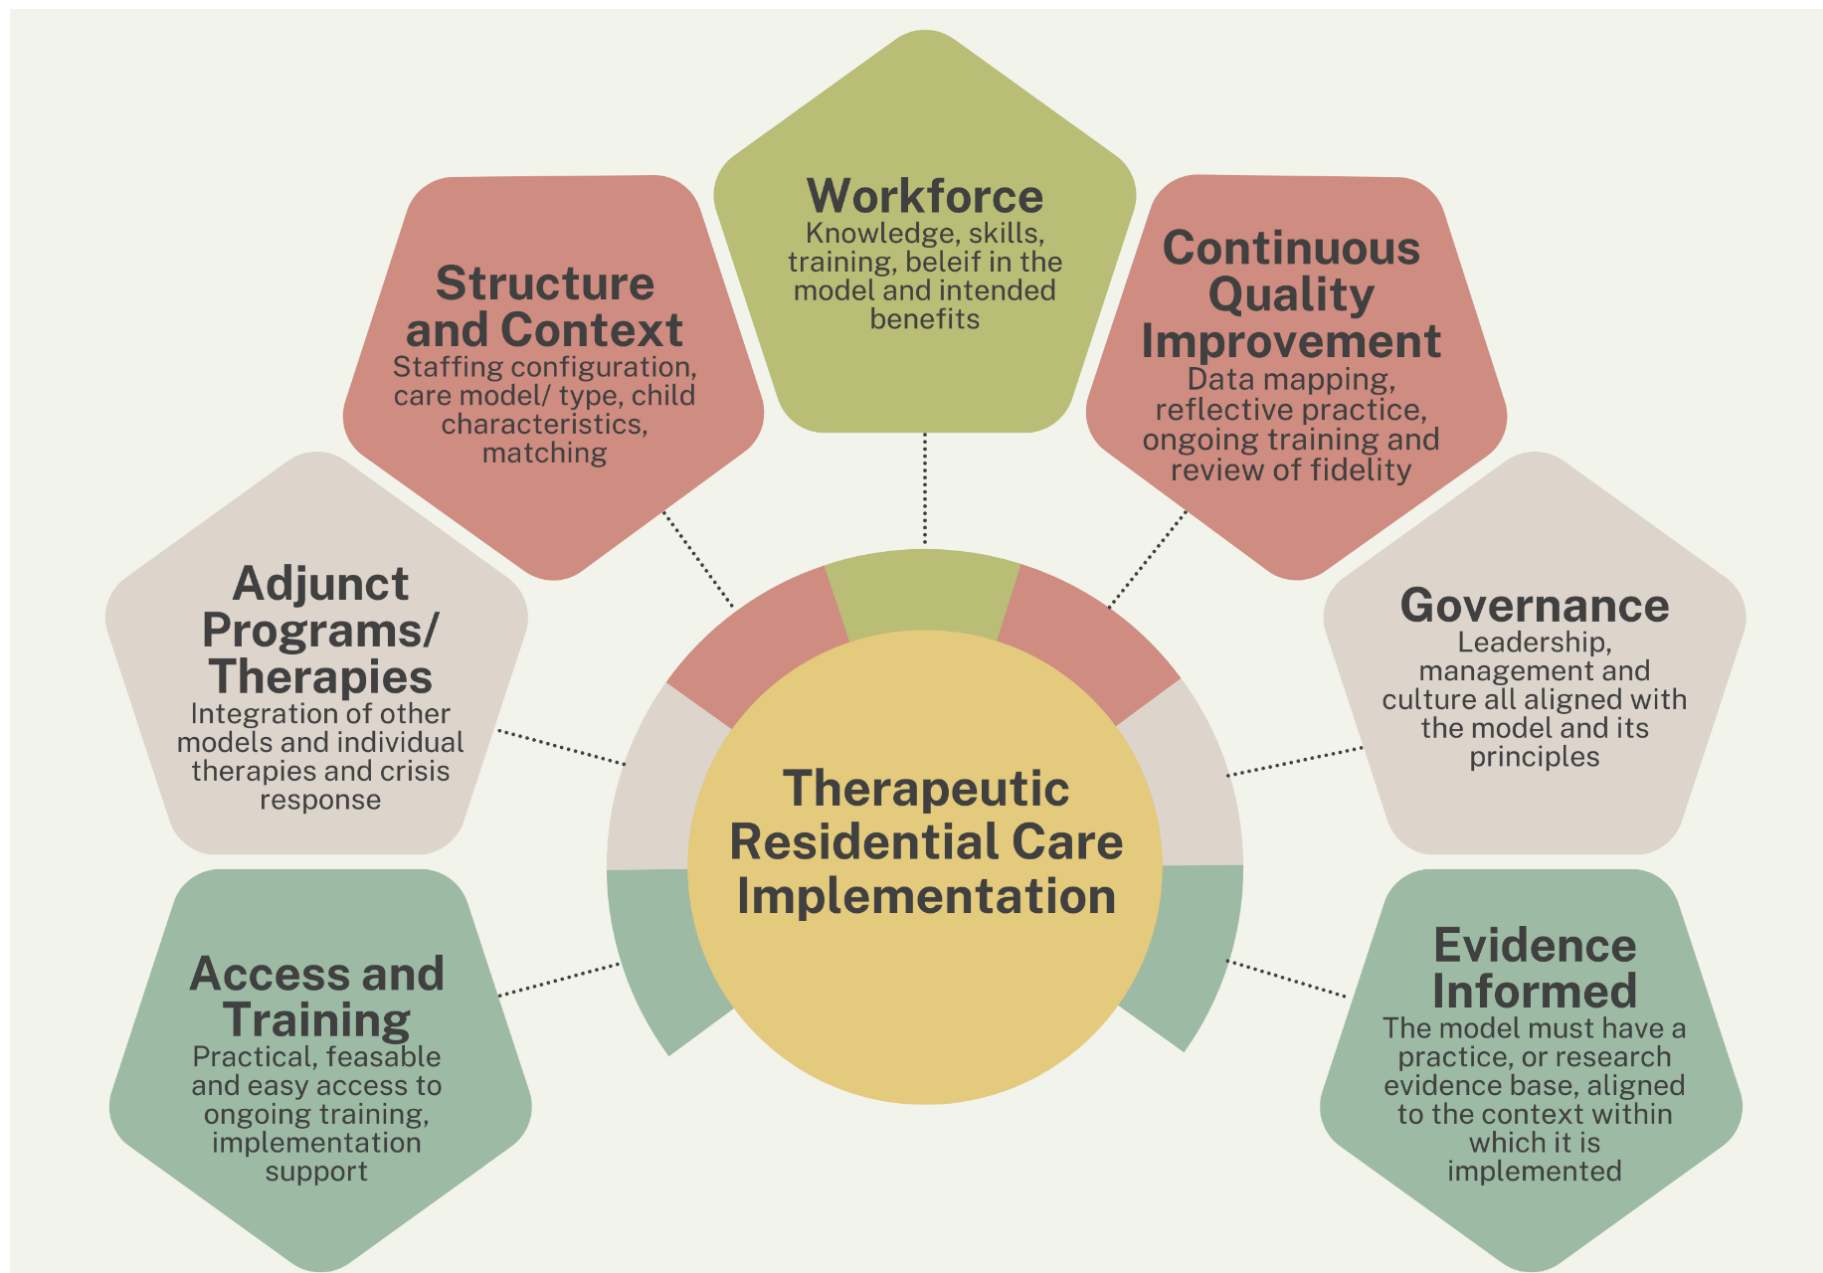 Workforce
Knowledge, skills,
training, beleif in the
model and intended
benefits
Structure
and Context
Staffing configuration,
care model/ type, child
characteristics,
matching
Continuous
Quality
Improvement
Data mapping,
reflective practice,
ongoing training and
review of fidelity
Adjunct
Programs/
Therapies
Integration of other
models and individual
therapies and crisis
response
Governance
Leadership,
management and
culture all aligned with
the model and its
principles
Therapeutic
Residential Care
Implementation
Access and
Training
Practical, feasable
and easy access to
ongoing training,
implementation
support
Evidence
Informed
The model must have a
practice, or research
evidence base, aligned
to the context within
which it is
implemented